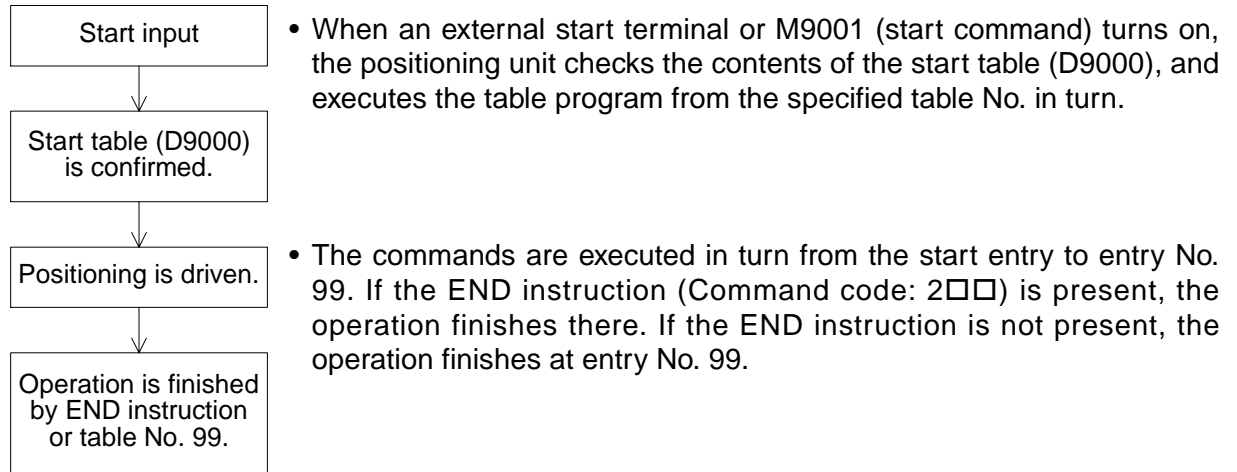 Start input
• When an external start terminal or M9001 (start command) turns on,
the positioning unit checks the contents of the start table (D9000), and
executes the table program from the specified table No. in turn.
Start table (D9000)
is confirmed.
Positioning is driven.
• The commands are executed in turn from the start entry to entry No.
99. If the END instruction (Command code: 2□□) is present, the
operation finishes there. If the END instruction is not present, the
operation finishes at entry No. 99.
Operation is finished
by END instruction
or table No. 99.